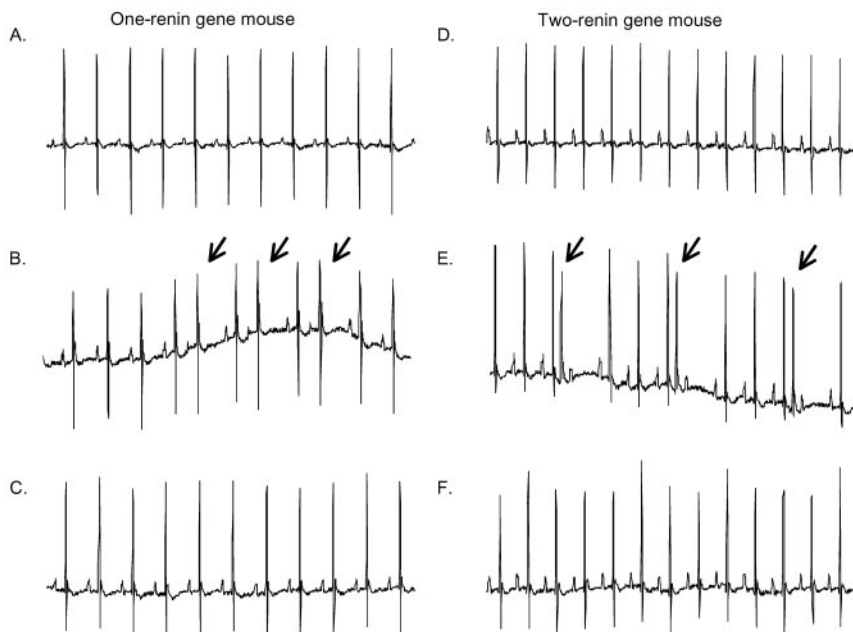 One-renin gene mouse
Two-renin gene mouse
A.
D.
B.
E.
C.
F.